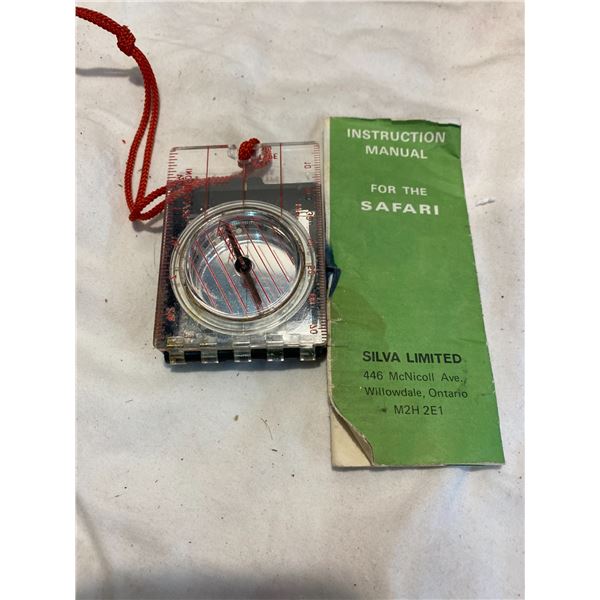 INSTRUCTION
MANUAL
FOR THE
SAFARI
SILVA LIMITED
446 McNicoll Ave.
Willowdale, Ontario
M2H 2E1